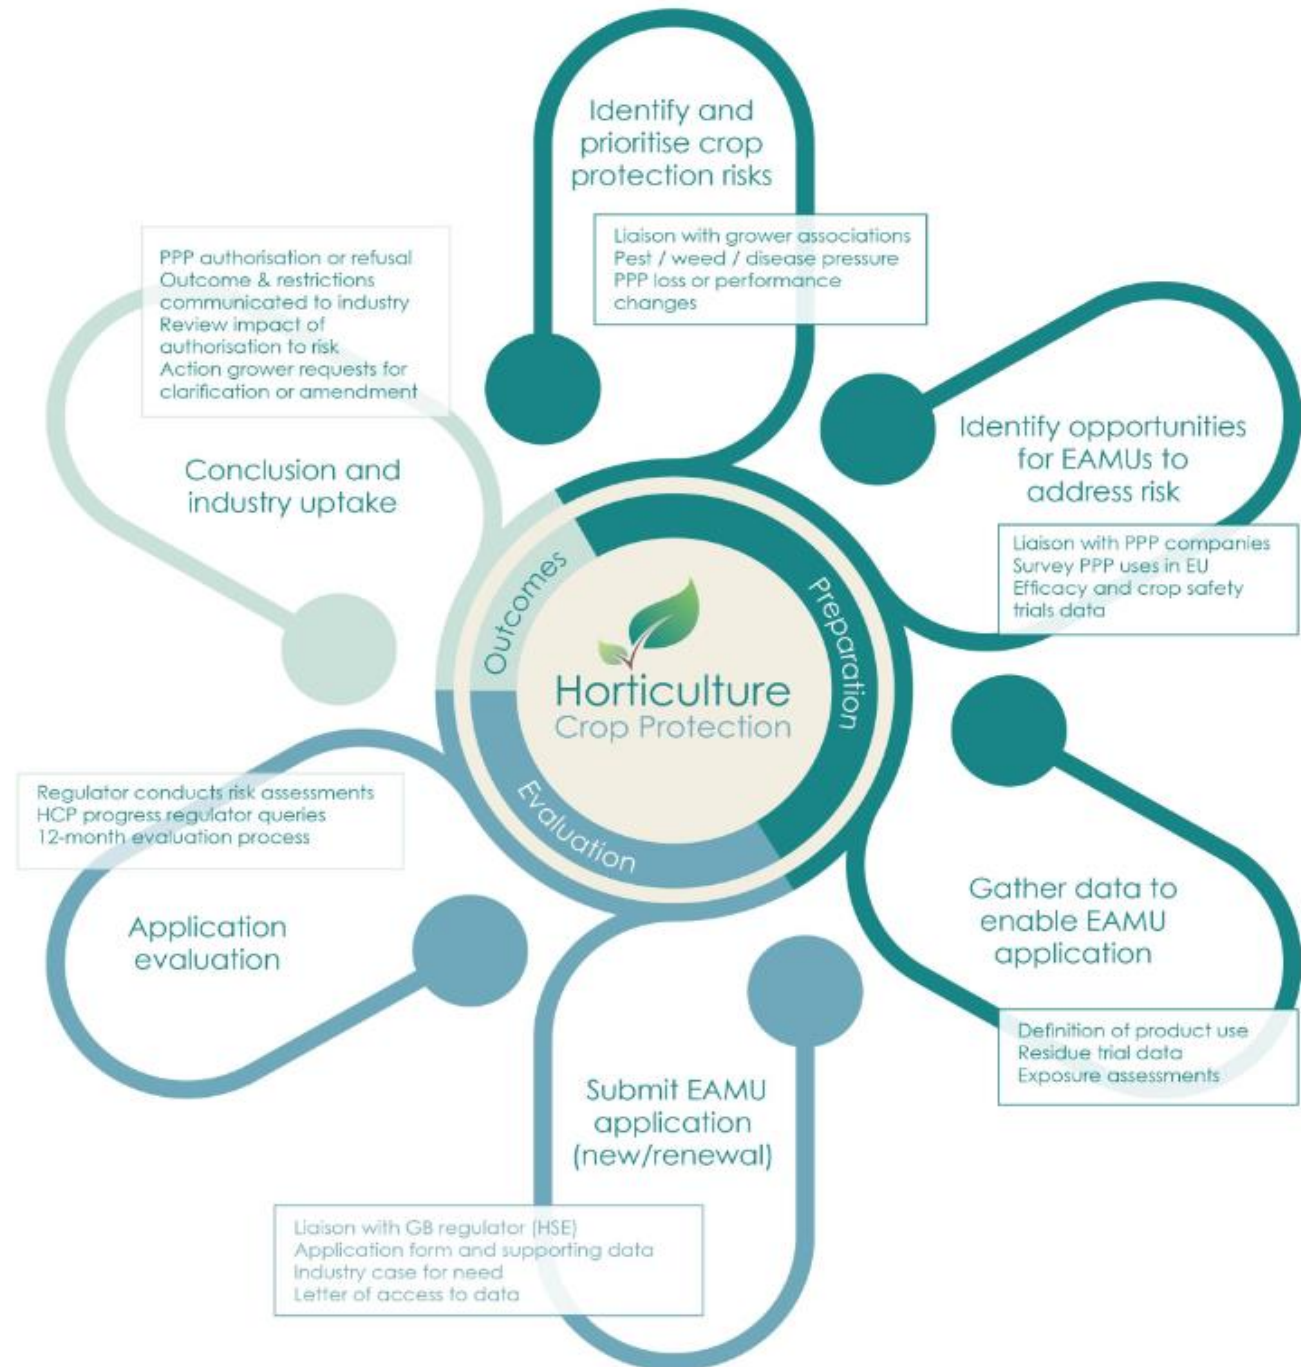 Identify and
prioritise crop
protection risks
Liaison with grower associations
Pest / weed / disease pressure
PPP loss or performance
changes
Identify opportunities
for EAMUs to
address risk
Liaison with PPP companies
Survey PPP uses in EU
Efficacy and crop safety
trials data
Gather data to
enable EAMU
application
Definition of product use
Residue trial data
Exposure assessments
Submit EAMU
application
(new/renewal)
Liaison with GB regulator (HSE)
Application form and supporting data
Industry case for need
Letter of access to data
Application
evaluation
Regulator conducts risk assessments
HCP progress regulator queries
12-month evaluation process
Conclusion and
industry uptake
PPP authorisation or refusal
Outcome & restrictions
communicated to industry
Review impact of
authorisation to risk
Action grower requests for
clarification or amendment
Outcomes
Preparation
Evaluation
Horticulture
Crop Protection